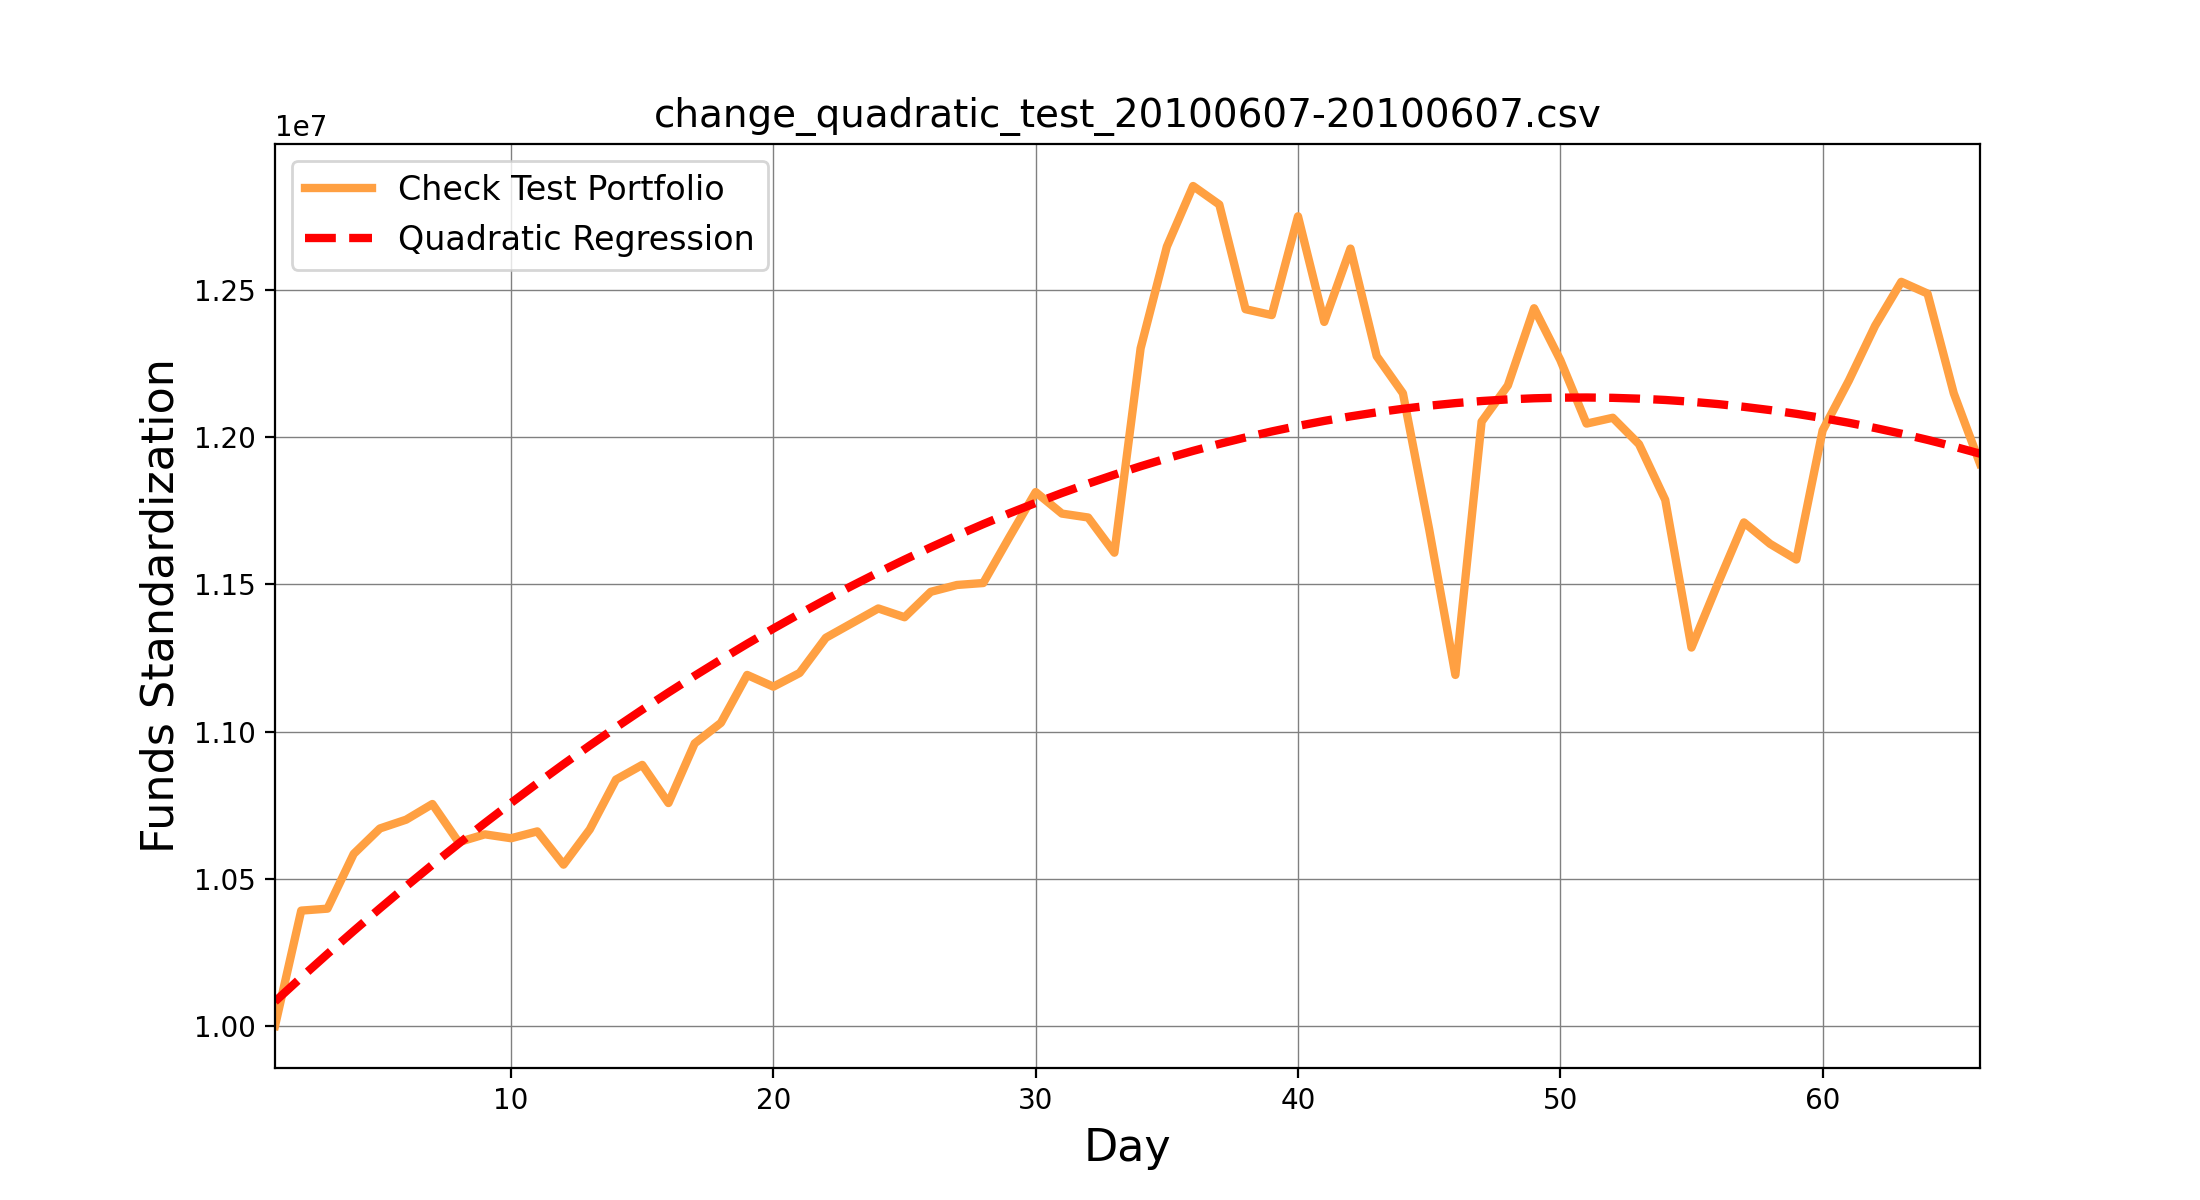 change_quadratic_test_20100607-20100607.csv
1e7
Check Test Portfolio
Quadratic Regression
Funds Standardization
1.25
1.20
1.15
1.10
1.05
1.00
10 20 30 40 50 60
Day